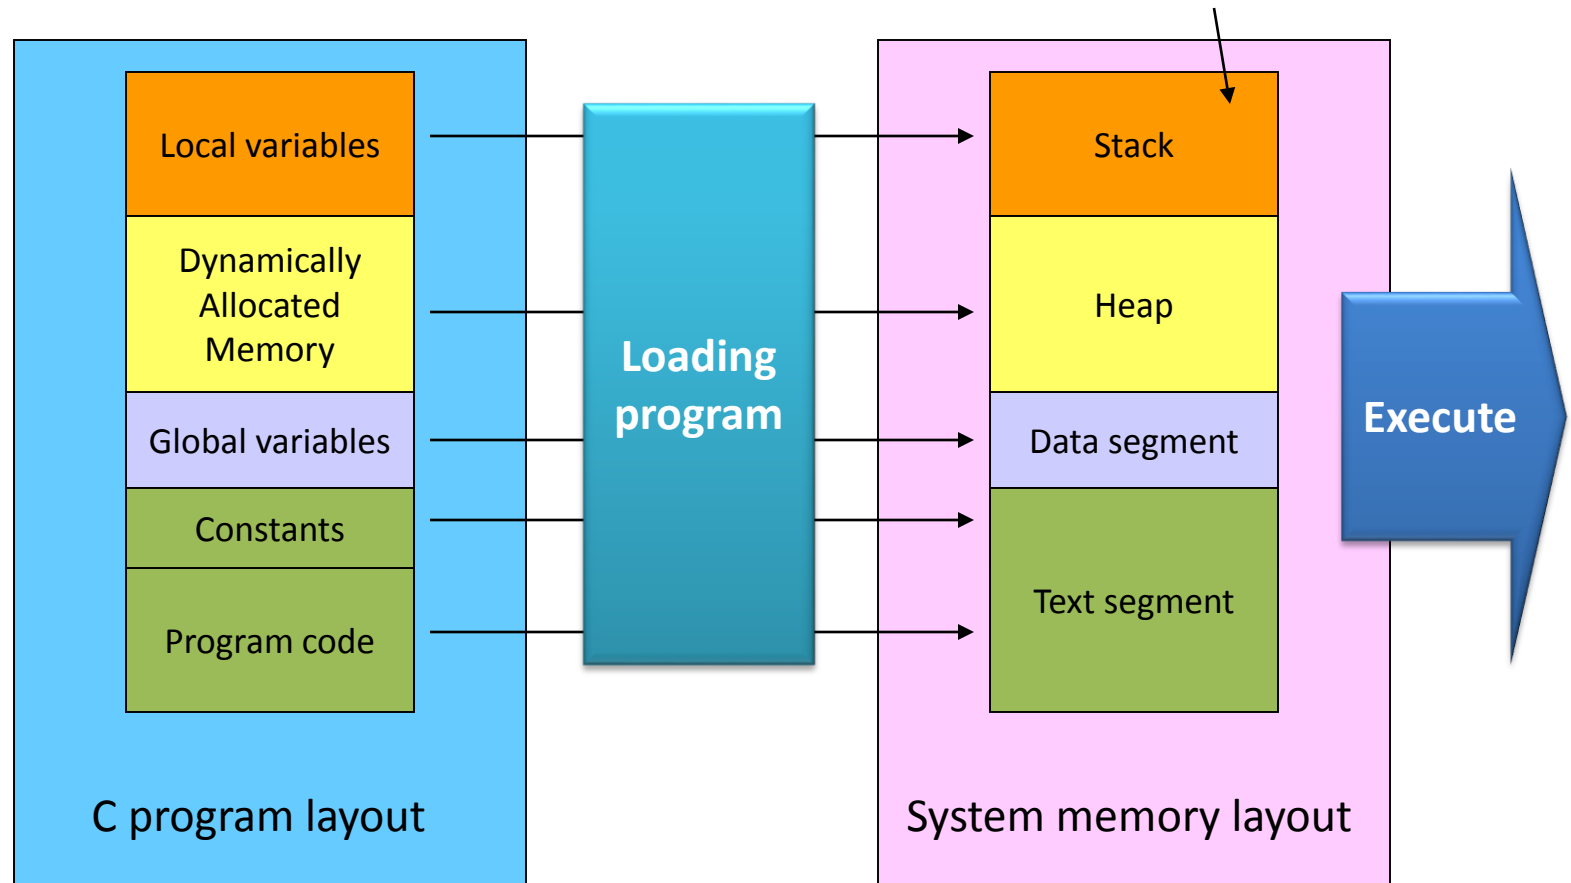 Local variables
Dynamically
Allocated
Memory
Global variables
Constants
Program code
C program layout
Loading
program
Stack
Heap
Data segment
Text segment
System memory layout
Execute